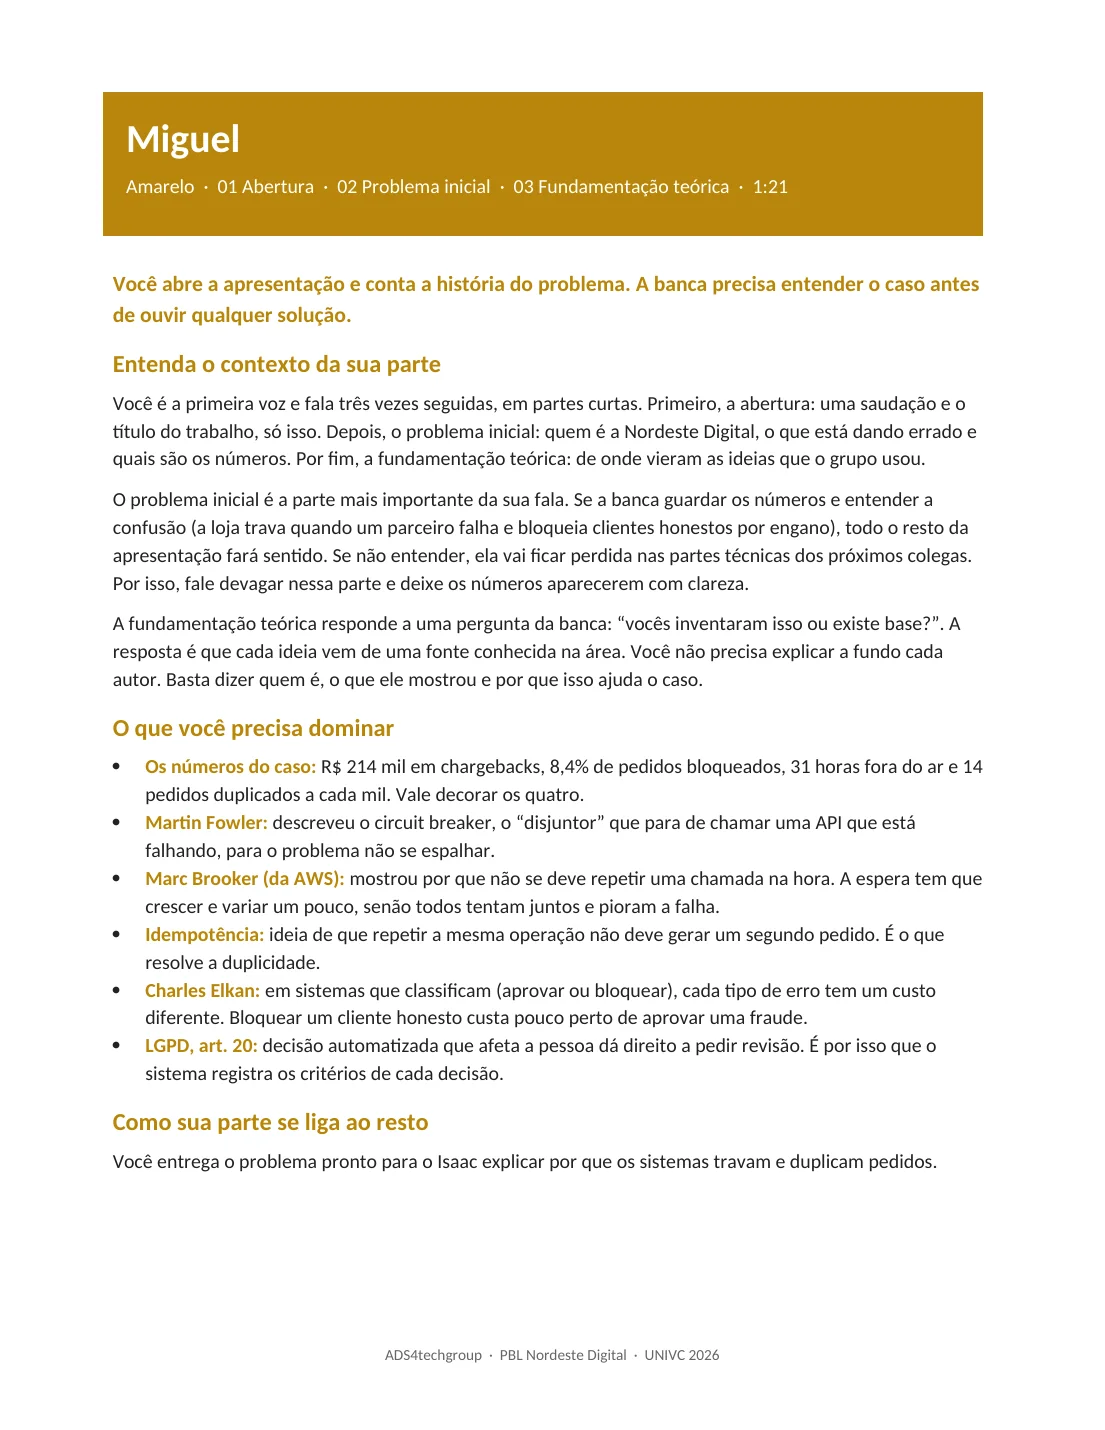 Miguel
Amarelo · 01 Abertura · 02 Problema inicial · 03 Fundamentação teórica · 1:21
Você abre a apresentação e conta a história do problema. A banca precisa entender o caso antes
de ouvir qualquer solução.
Entenda o contexto da sua parte
Você é a primeira voz e fala três vezes seguidas, em partes curtas. Primeiro, a abertura: uma saudação e o
título do trabalho, só isso. Depois, o problema inicial: quem é a Nordeste Digital, o que está dando errado e
quais são os números. Por fim, a fundamentação teórica: de onde vieram as ideias que o grupo usou.
O problema inicial é a parte mais importante da sua fala. Se a banca guardar os números e entender a
confusão (a loja trava quando um parceiro falha e bloqueia clientes honestos por engano), todo o resto da
apresentação fará sentido. Se não entender, ela vai ficar perdida nas partes técnicas dos próximos colegas.
Por isso, fale devagar nessa parte e deixe os números aparecerem com clareza.
A fundamentação teórica responde a uma pergunta da banca: “vocês inventaram isso ou existe base?”. A
resposta é que cada ideia vem de uma fonte conhecida na área. Você não precisa explicar a fundo cada
autor. Basta dizer quem é, o que ele mostrou e por que isso ajuda o caso.
O que você precisa dominar
• Os números do caso: R$ 214 mil em chargebacks, 8,4% de pedidos bloqueados, 31 horas fora do ar e 14
pedidos duplicados a cada mil. Vale decorar os quatro.
• Martin Fowler: descreveu o circuit breaker, o “disjuntor” que para de chamar uma API que está
falhando, para o problema não se espalhar.
• Marc Brooker (da AWS): mostrou por que não se deve repetir uma chamada na hora. A espera tem que
crescer e variar um pouco, senão todos tentam juntos e pioram a falha.
• Idempotência: ideia de que repetir a mesma operação não deve gerar um segundo pedido. É o que
resolve a duplicidade.
• Charles Elkan: em sistemas que classificam (aprovar ou bloquear), cada tipo de erro tem um custo
diferente. Bloquear um cliente honesto custa pouco perto de aprovar uma fraude.
• LGPD, art. 20: decisão automatizada que afeta a pessoa dá direito a pedir revisão. É por isso que o
sistema registra os critérios de cada decisão.
Como sua parte se liga ao resto
Você entrega o problema pronto para o Isaac explicar por que os sistemas travam e duplicam pedidos.
ADS4techgroup · PBL Nordeste Digital · UNIVC 2026